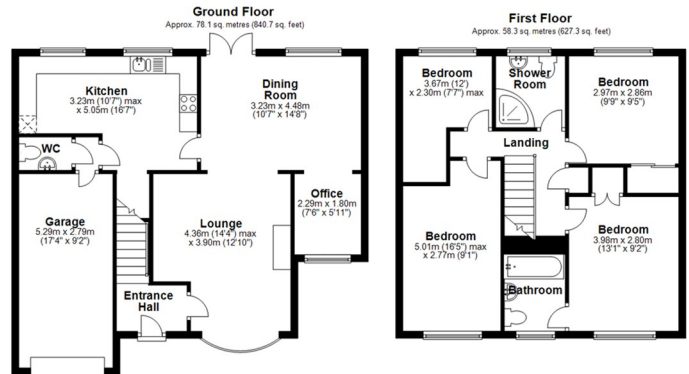 Ground Floor
Approx. 78.1 sq. metres (840.7 sq. feet)
Kitchen
3.23m (10'7") max
x 5.05m (16'7")
Dining
Room
3.23m x 4.48m
(10'7" x 14'8")
WC
Garage
5.29m x 2.79m
(17'4" x 9'2")
Lounge
4.36m (14'4") max
x 3.90m (12'10")
Office
2.29m x 1.80m
(7'6" x 5'11")
Entrance
Hall
First Floor
Approx. 58.3 sq. metres (627.3 sq. feet)
Bedroom
3.67m (12')
x 2.30m (7'7") max
Shower
Room
Bedroom
2.97m x 2.86m
(9'9" x 9'5")
Landing
Bedroom
5.01m (16'5") max
x 2.77m (9'1")
Bedroom
3.98m x 2.80m
(13'1" x 9'2")
Bathroom